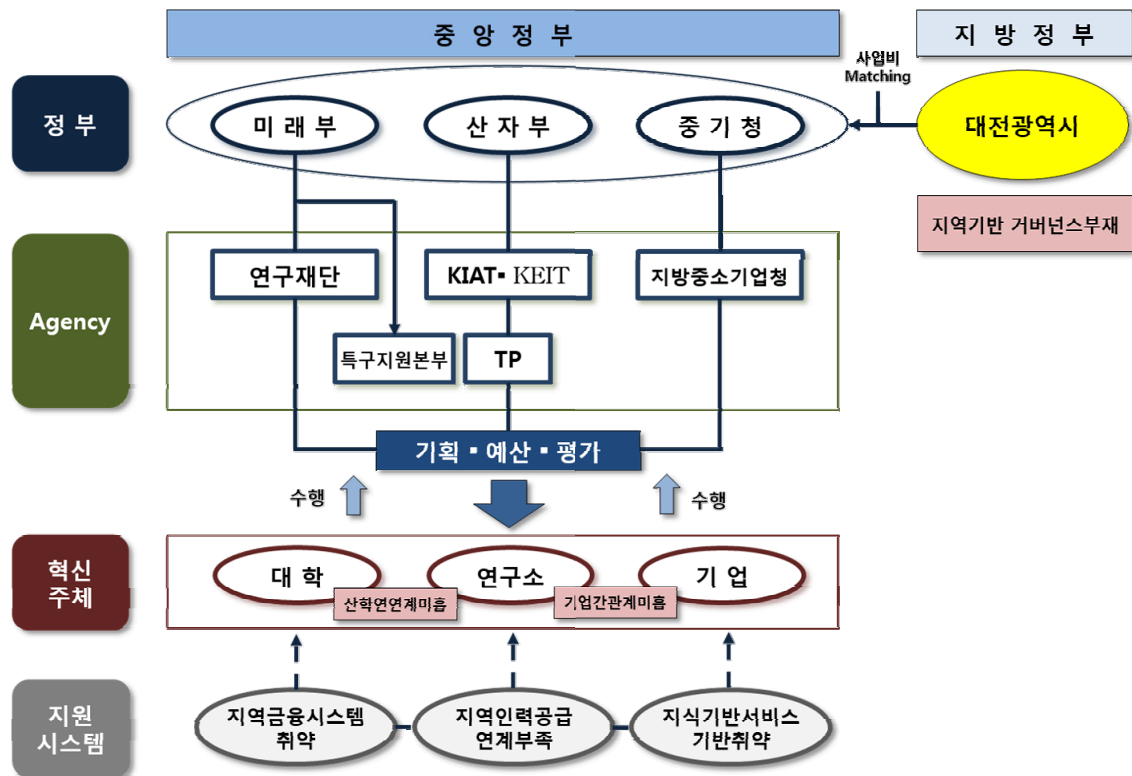 중 앙 정 부
지 방 정 부
사업비
Matching
정 부
미 래 부
산 자 부
중 기 청
대전광역시
지역기반 거버넌스부재
Agency
연구재단
KIAT▪ KEIT
지방중소기업청
특구지원본부
TP
기획 ▪ 예산 ▪ 평가
수행
수행
혁신
주체
대 학
연구소
기 업
산학연연계미흡
기업간관계미흡
지원
시스템
지역금융시스템
취약
지역인력공급
연계부족
지식기반서비스
기반취약